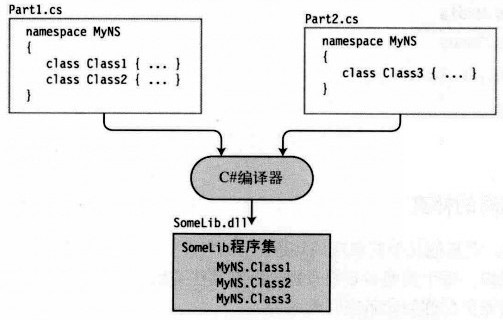 Part1.cs
namespace MyNS
{
class Class1 { ... }
class Class2 { ... }
}
Part2.cs
namespace MyNS
{
class Class3 { ... }
}
C#编译器
SomeLib.dll
SomeLib程序集
MyNS.Class1
MyNS.Class2
MyNS.Class3